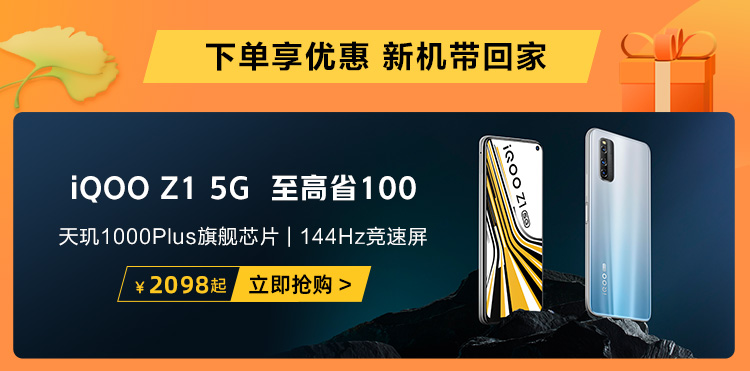 下单享优惠 新机带回家
iQOO Z1 5G 至高省100
天玑1000Plus旗舰芯片 | 144Hz竞速屏
￥2098起 立即抢购 >
iQOO Z1 5G
iQOO